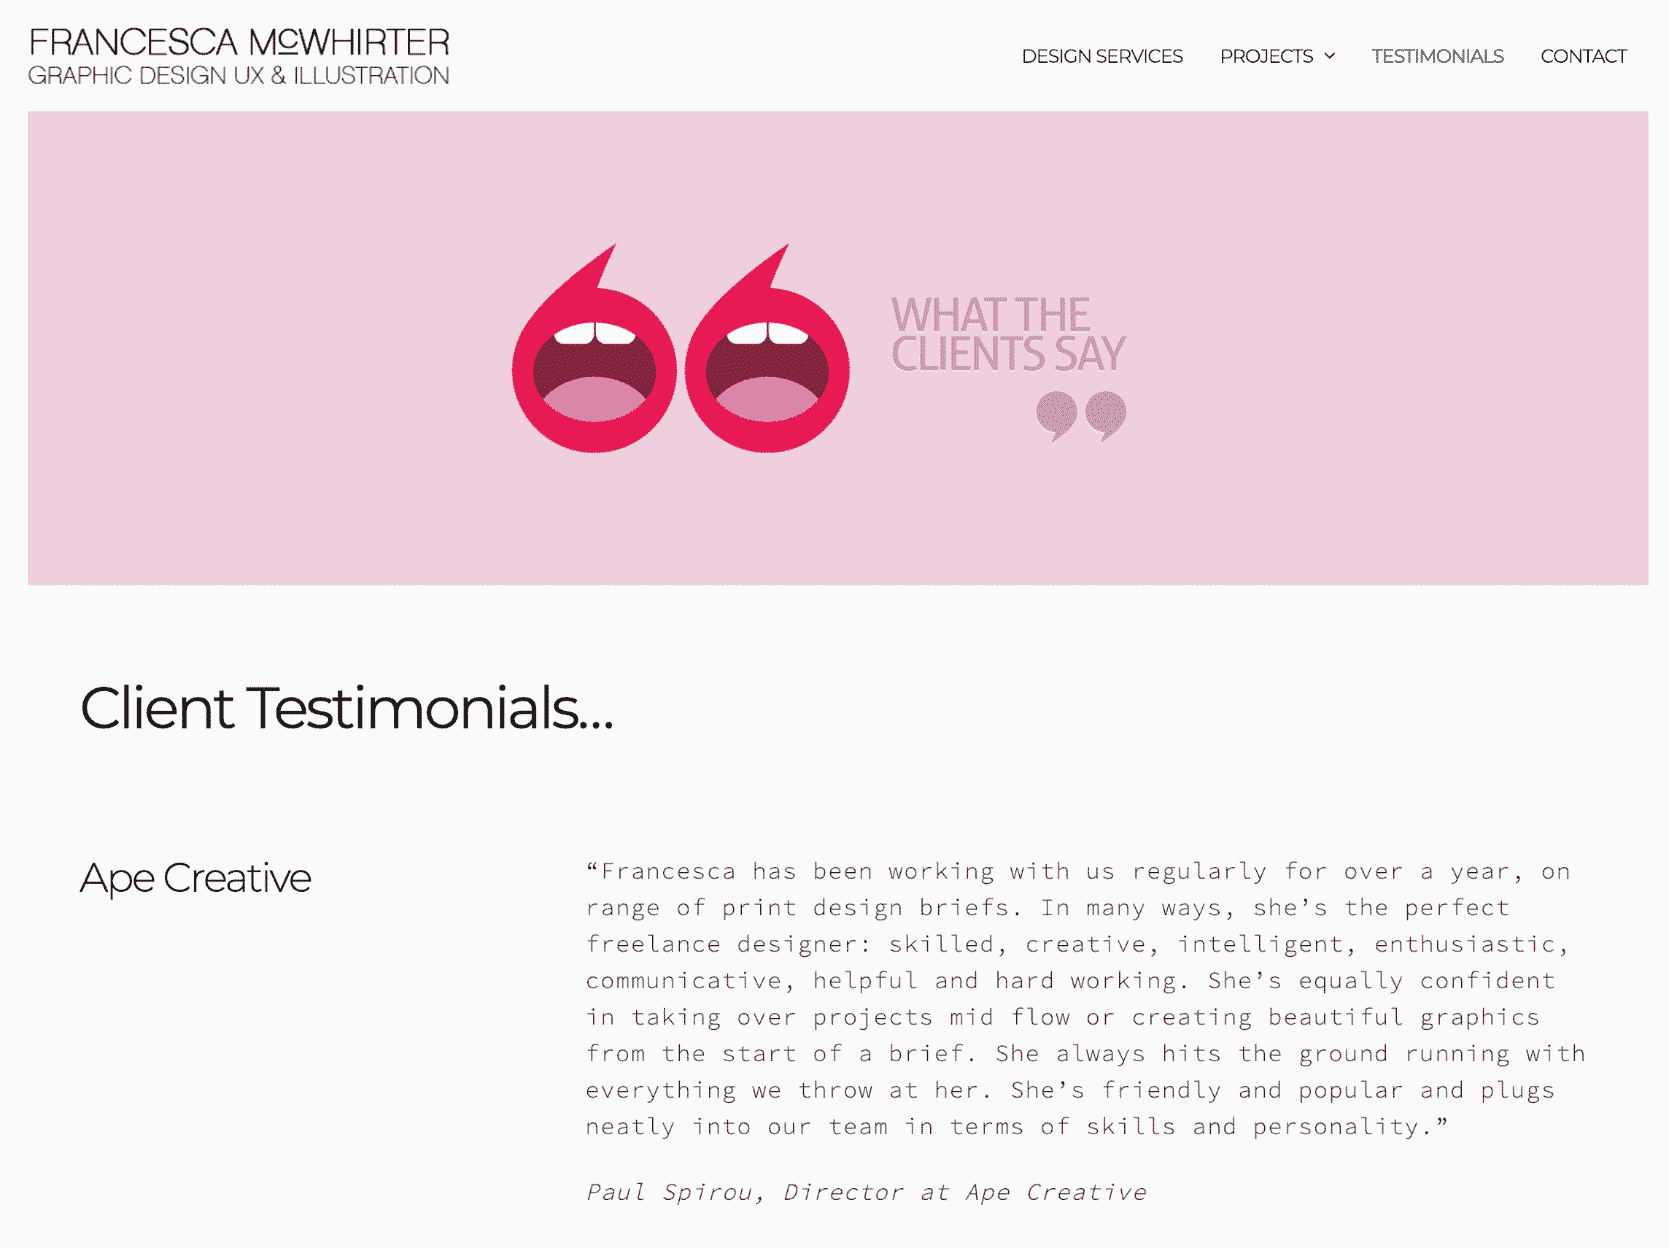 FRANCESCA McWHIRTER
GRAPHIC DESIGN UX & ILLUSTRATION
DESIGN SERVICES
PROJECTS
TESTIMONIALS
CONTACT
WHAT THE
CLIENTS SAY
Client Testimonials...
Ape Creative
“Francesca has been working with us regularly for over a year, on
range of print design briefs. In many ways, she’s the perfect
freelance designer: skilled, creative, intelligent, enthusiastic,
communicative, helpful and hard working. She’s equally confident
in taking over projects mid flow or creating beautiful graphics
from the start of a brief. She always hits the ground running with
everything we throw at her. She’s friendly and popular and plugs
neatly into our team in terms of skills and personality.”
Paul Spirou, Director at Ape Creative